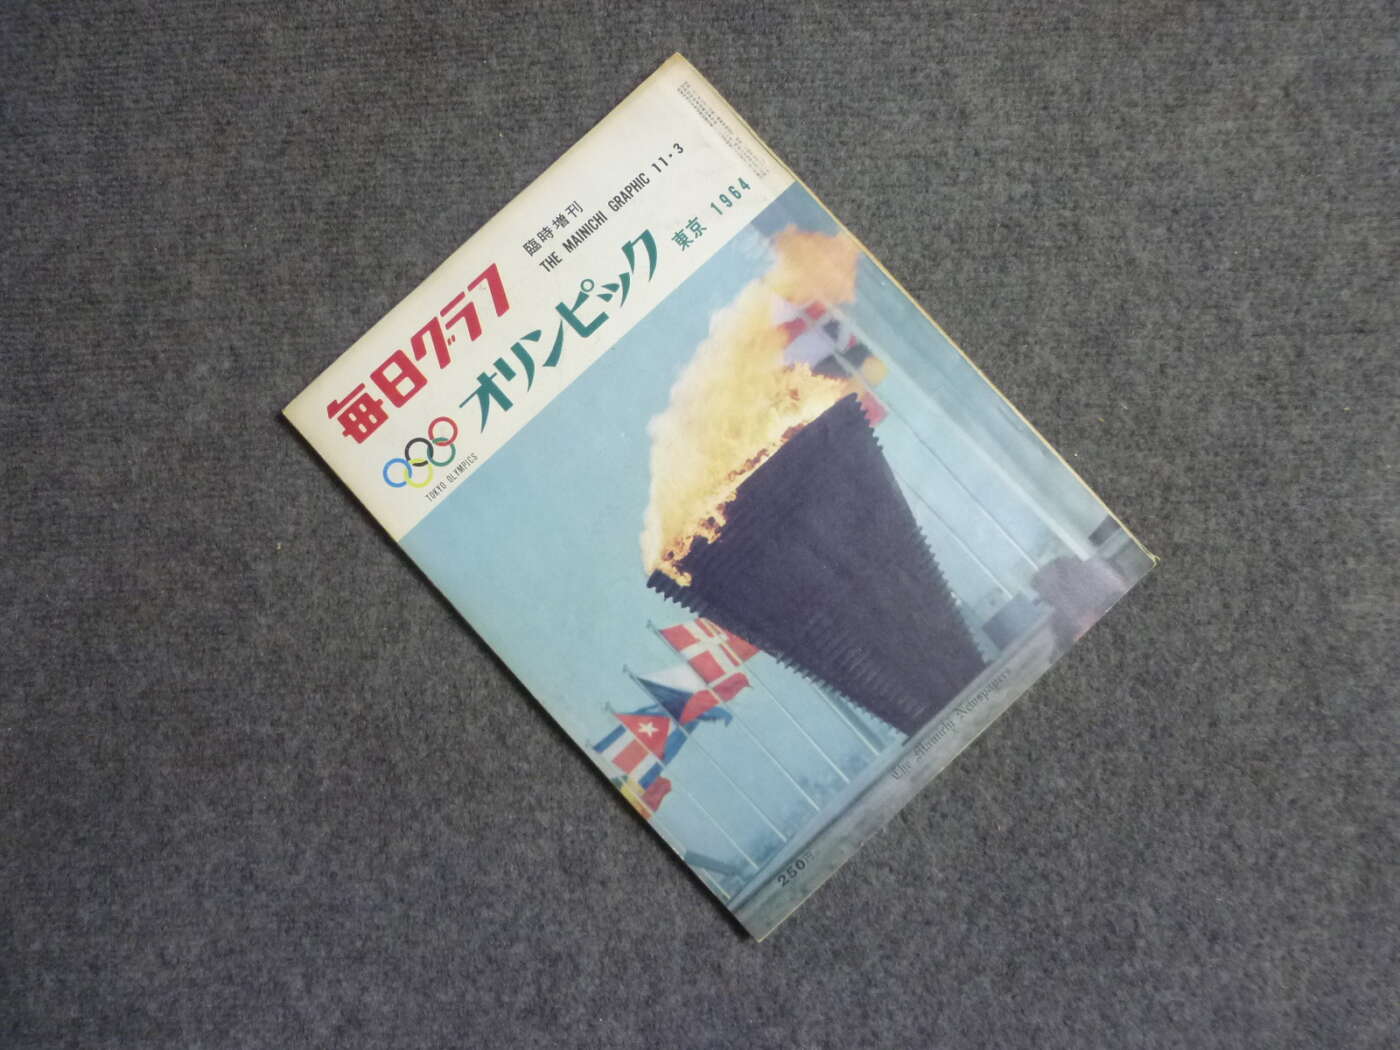 臨時増刊
THE MAINICHI GRAPHIC 11-3
毎日グラフ
オリンピック 東京 1964
TOKYO OLYMPICS
The Mainichi Newspapers
250